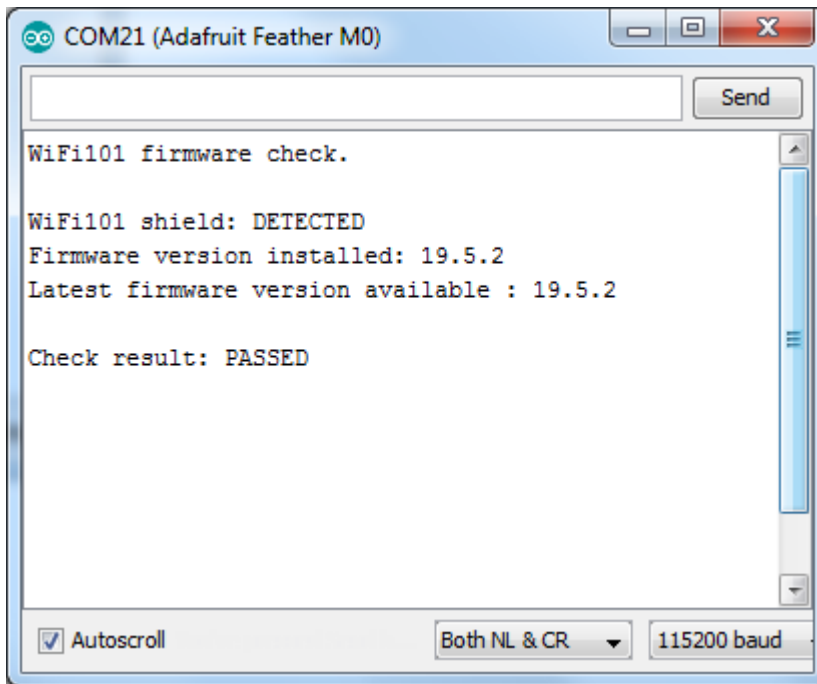 COM21 (Adafruit Feather M0)
Send
WiFi101 firmware check.
WiFi101 shield: DETECTED
Firmware version installed: 19.5.2
Latest firmware version available : 19.5.2
Check result: PASSED
Autoscroll
Both NL & CR
115200 baud